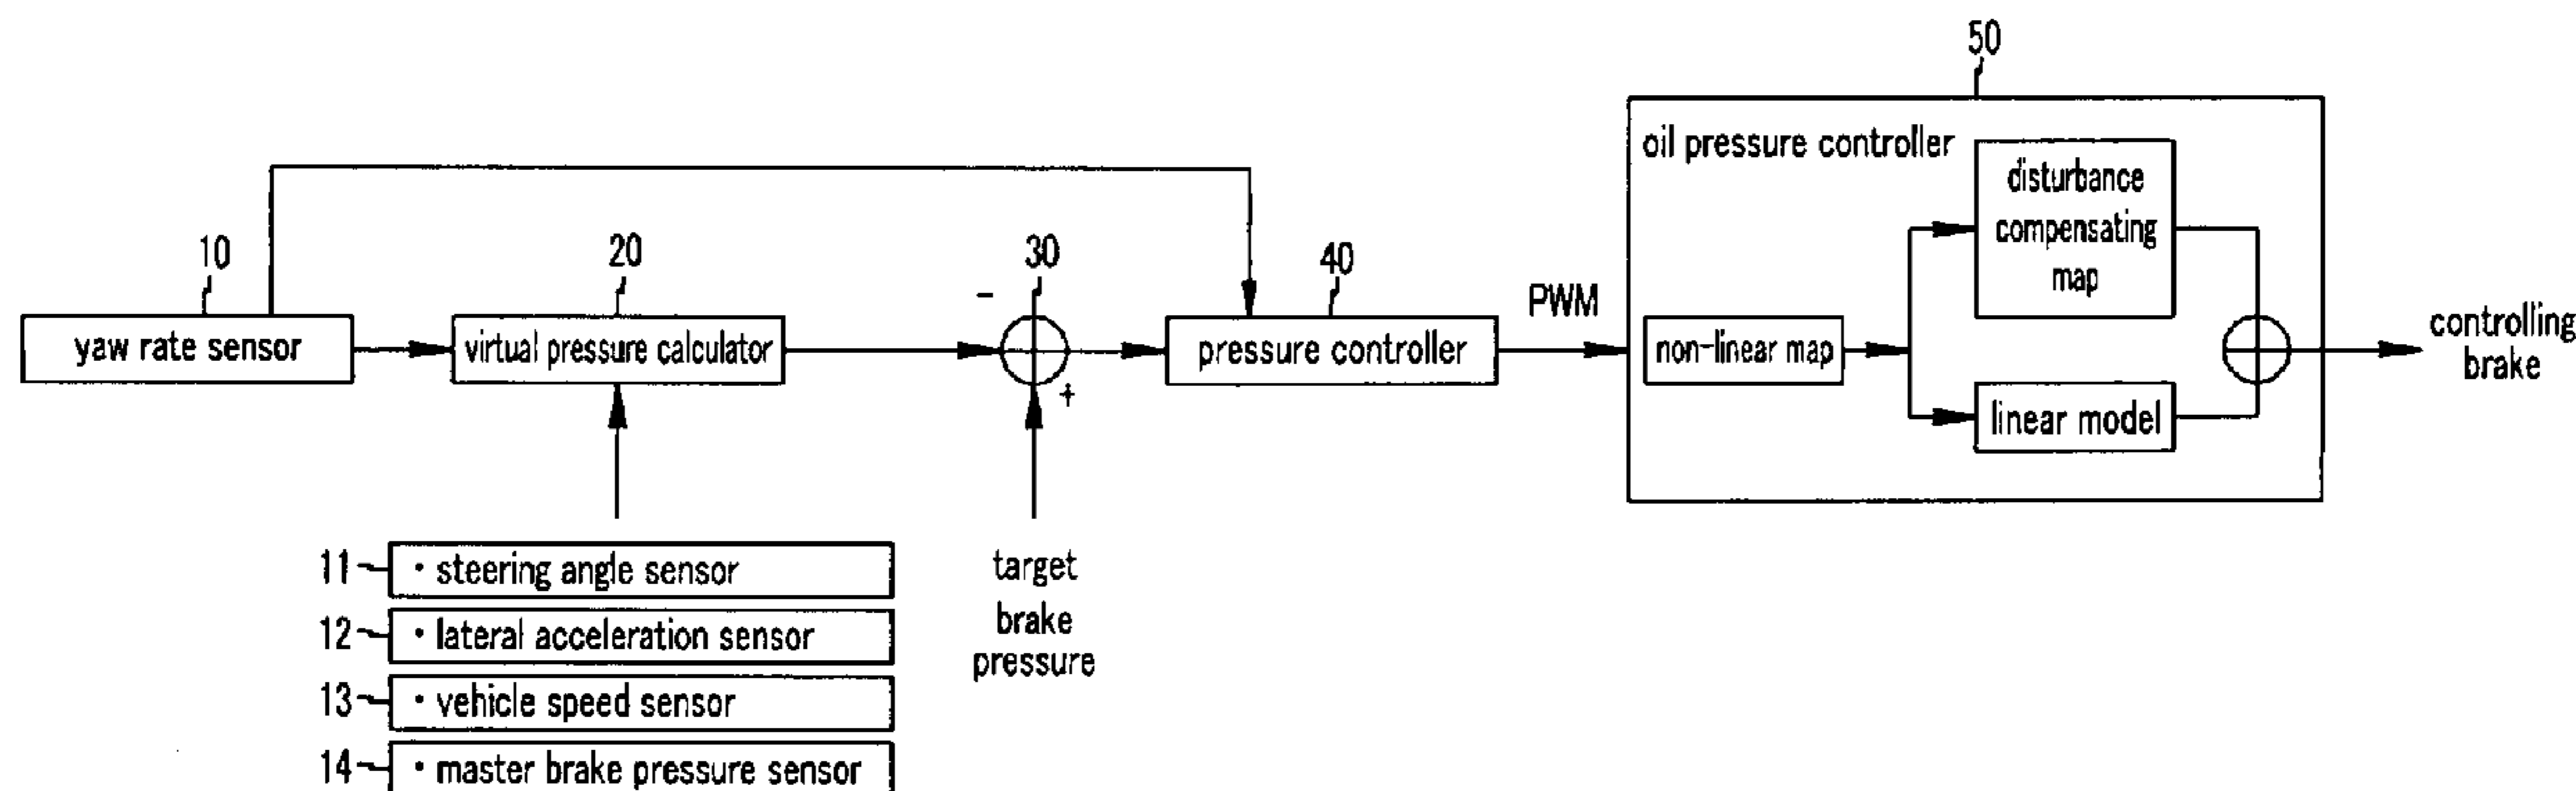 50
oil pressure controller
disturbance
compensating
map
10
20
30
40
−
PWM
controlling
brake
yaw rate sensor
virtual pressure calculator
pressure controller
non-linear map
+
linear model
11
• steering angle sensor
target
brake
pressure
12
• lateral acceleration sensor
13
• vehicle speed sensor
14
• master brake pressure sensor